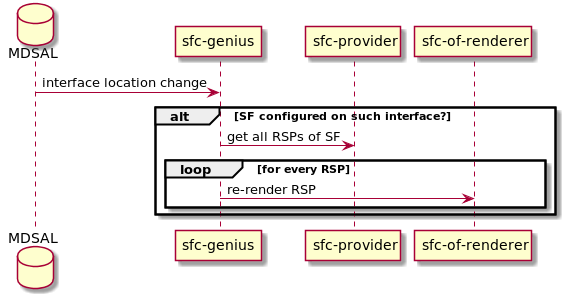 MDSAL
sfc-genius
sfc-provider
sfc-of-renderer
interface location change
alt
[SF configured on such interface?]
get all RSPs of SF
loop
[for every RSP]
re-render RSP
MDSAL
sfc-genius
sfc-provider
sfc-of-renderer